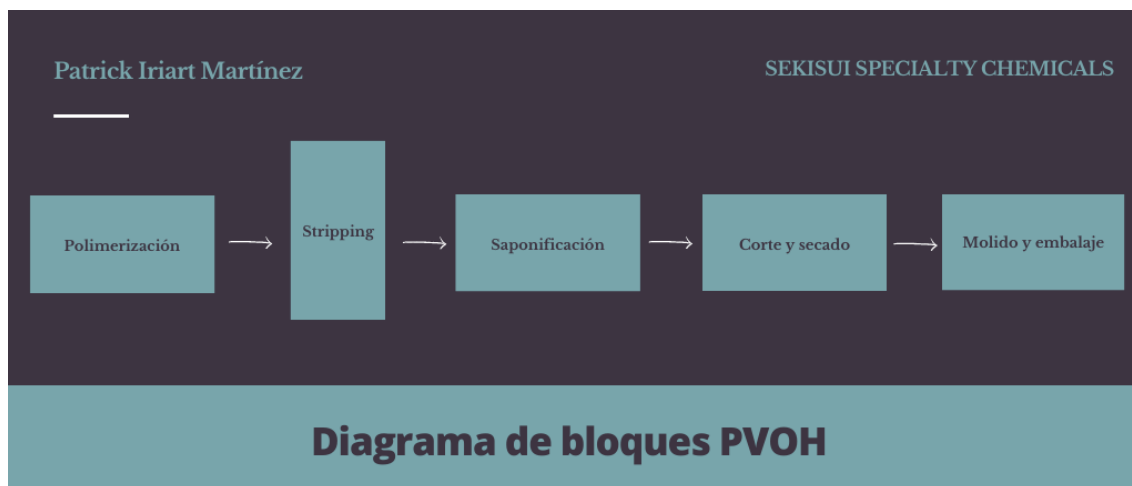 Patrick Iriart Martínez
SEKISUI SPECIALTY CHEMICALS
Polimerización
Stripping
Saponificación
Corte y secado
Molido y embalaje
Diagrama de bloques PVOH